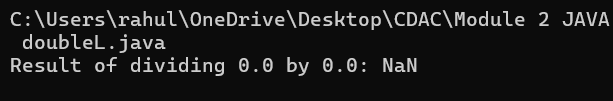 C:\Users\rahul\OneDrive\Desktop\CDAC\Module 2 JAVA
doubleL.java
Result of dividing 0.0 by 0.0: NaN